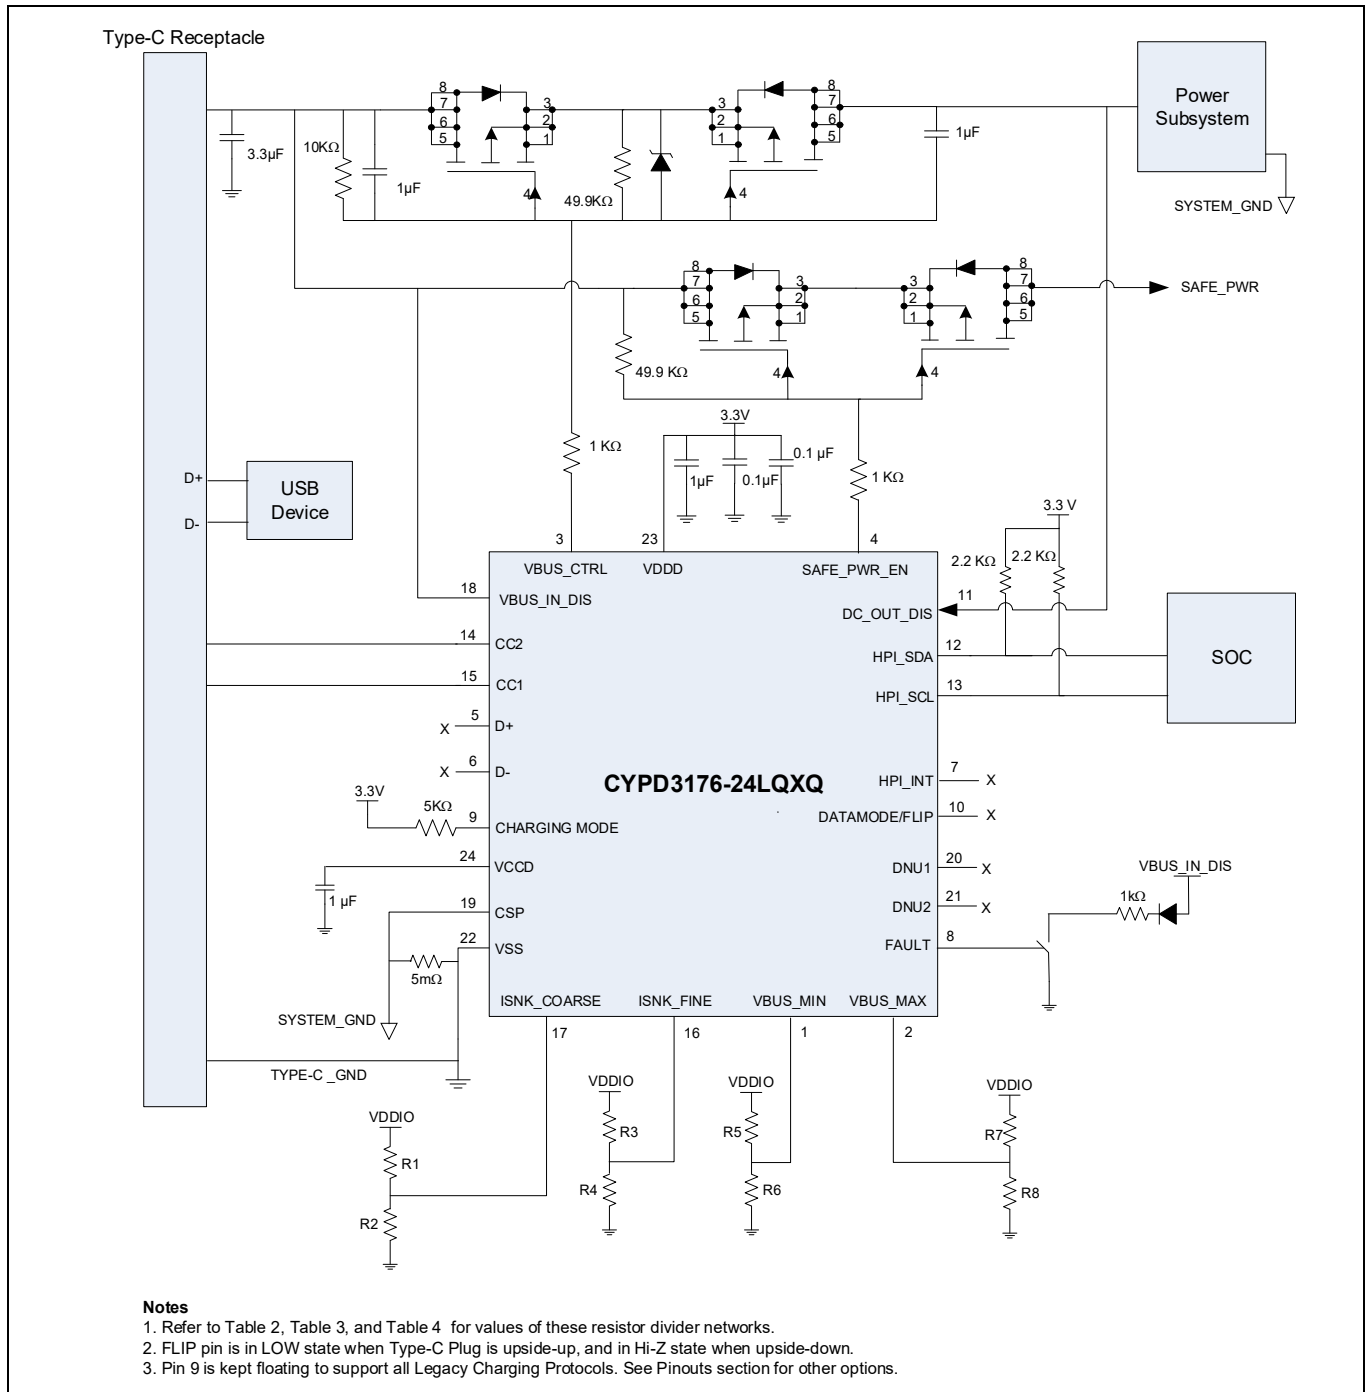 Type-C Receptacle
8
7
6
5
3
2
1
4
3
2
1
8
7
6
5
4
3.3µF
10KΩ
1µF
49.9KΩ
1µF
Power
Subsystem
SYSTEM_GND
8
7
6
5
3
2
1
4
3
2
1
8
7
6
5
4
SAFE_PWR
49.9 KΩ
1 KΩ
3.3V
1µF
0.1µF
0.1 µF
1 KΩ
D+
D-
USB
Device
3.3 V
2.2 KΩ
2.2 KΩ
3
23
4
VBUS_CTRL
VDDD
SAFE_PWR_EN
18
VBUS_IN_DIS
11
DC_OUT_DIS
14
CC2
12
HPI_SDA
SOC
15
CC1
13
HPI_SCL
X
5
D+
X
6
D-
CYPD3176-24LQXQ
HPI_INT
7
X
3.3V
5KΩ
9
CHARGING MODE
DATAMODE/FLIP
10
X
24
VCCD
1 µF
DNU1
20
X
19
CSP
DNU2
21
X
22
VSS
5mΩ
FAULT
8
VBUS_IN_DIS
1kΩ
SYSTEM_GND
ISNK_COARSE
ISNK_FINE
VBUS_MIN
VBUS_MAX
17
16
1
2
TYPE-C _GND
VDDIO
R1
R2
VDDIO
R3
R4
VDDIO
R5
R6
VDDIO
R7
R8
Notes
1. Refer to Table 2, Table 3, and Table 4 for values of these resistor divider networks.
2. FLIP pin is in LOW state when Type-C Plug is upside-up, and in Hi-Z state when upside-down.
3. Pin 9 is kept floating to support all Legacy Charging Protocols. See Pinouts section for other options.